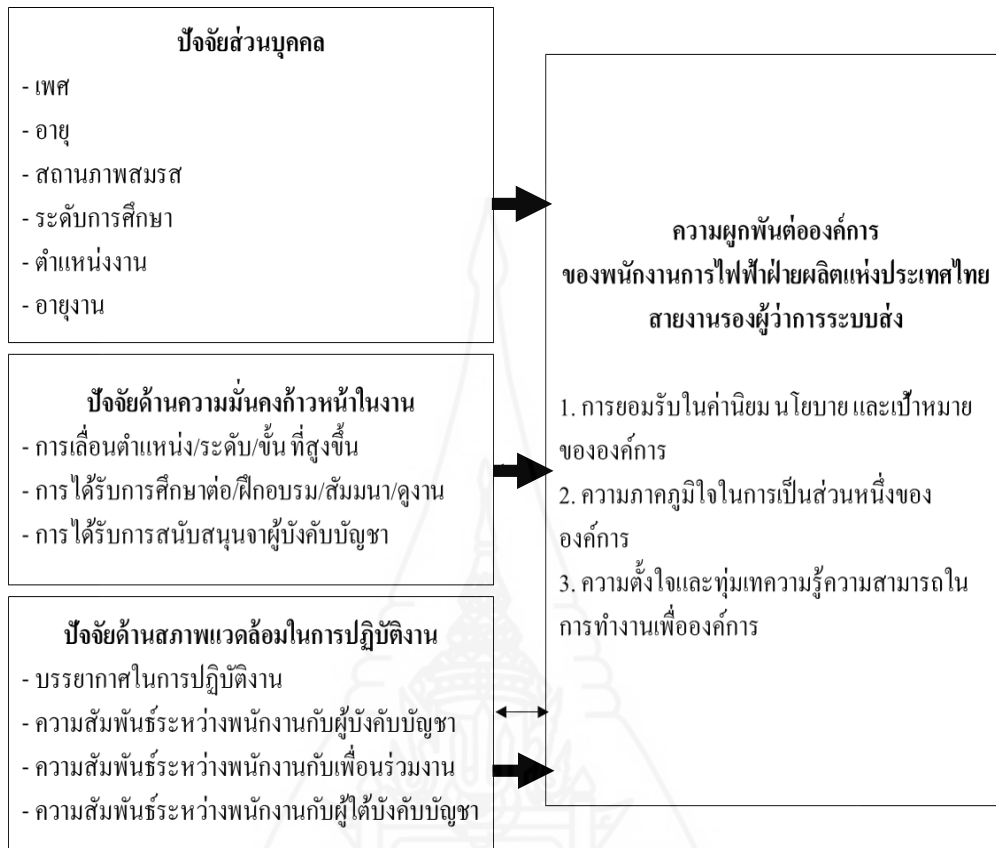 ปัจจัยส่วนบุคคล
- เพศ
- อายุ
- สถานภาพสมรส
- ระดับการศึกษา
- ตำแหน่งงาน
- อายุงาน
ปัจจัยด้านความมั่นคงก้าวหน้าในงาน
- การเลื่อนตำแหน่ง/ระดับ/ขั้น ที่สูงขึ้น
- การได้รับการศึกษาต่อ/ฝึกอบรม/สัมมนา/ดูงาน
- การได้รับการสนับสนุนจาผู้บังคับบัญชา
ปัจจัยด้านสภาพแวดล้อมในการปฏิบัติงาน
- บรรยากาศในการปฏิบัติงาน
- ความสัมพันธ์ระหว่างพนักงานกับผู้บังคับบัญชา
- ความสัมพันธ์ระหว่างพนักงานกับเพื่อนร่วมงาน
- ความสัมพันธ์ระหว่างพนักงานกับผู้ใต้บังคับบัญชา
ความผูกพันต่อองค์การ
ของพนักงานการไฟฟ้าฝ่ายผลิตแห่งประเทศไทย
สายงานรองผู้ว่าการระบบส่ง
1. การยอมรับในค่านิยม นโยบาย และเป้าหมาย
ขององค์การ
2. ความภาคภูมิใจในการเป็นส่วนหนึ่งของ
องค์การ
3. ความตั้งใจและทุ่มเทความรู้ความสามารถใน
การทำงานเพื่อองค์การ